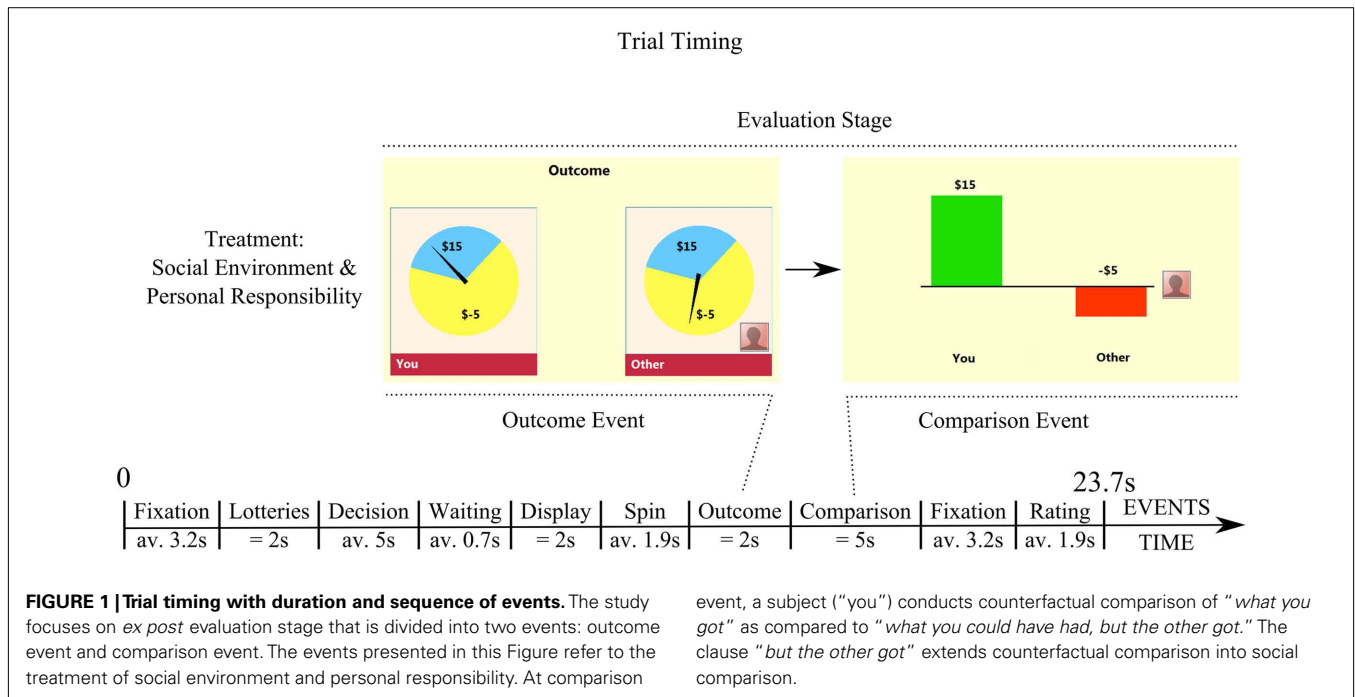 Trial Timing
Evaluation Stage
Treatment:
Social Environment &
Personal Responsibility
Outcome
$15
$-5
You
$15
$-5
Other
$15
-$5
You
Other
Outcome Event
Comparison Event
0
23.7s
Fixation Lotteries Decision Waiting Display Spin Outcome Comparison Fixation Rating EVENTS
av. 3.2s = 2s av. 5s av. 0.7s = 2s av. 1.9s = 2s = 5s av. 3.2s av. 1.9s TIME
FIGURE 1 | Trial timing with duration and sequence of events. The study
focuses on ex post evaluation stage that is divided into two events: outcome
event and comparison event. The events presented in this Figure refer to the
treatment of social environment and personal responsibility. At comparison
event, a subject (“you”) conducts counterfactual comparison of “what you
got” as compared to “what you could have had, but the other got.” The
clause “but the other got” extends counterfactual comparison into social
comparison.